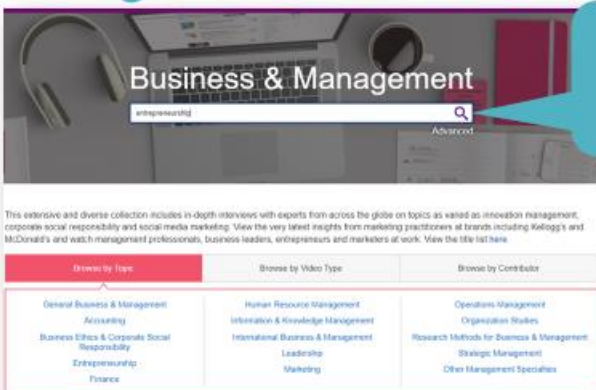 Business & Management
entrepreneurship
Advanced
This extensive and diverse collection includes in-depth interviews with experts from across the globe on topics as varied as innovation management,
corporate social responsibility and social media marketing. View the very latest insights from marketing practitioners at brands including Kellogg's and
McDonald's and watch management professionals, business leaders, entrepreneurs and marketers at work. View the title list here
Browse by Topic
Browse by Video Type
Browse by Contributor
General Business & Management
Accounting
Business Ethics & Corporate Social
Responsibility
Entrepreneurship
Finance
Human Resource Management
Information & Knowledge Management
International Business & Management
Leadership
Marketing
Operations Management
Organization Studies
Research Methods for Business & Management
Strategic Management
Other Management Specialties